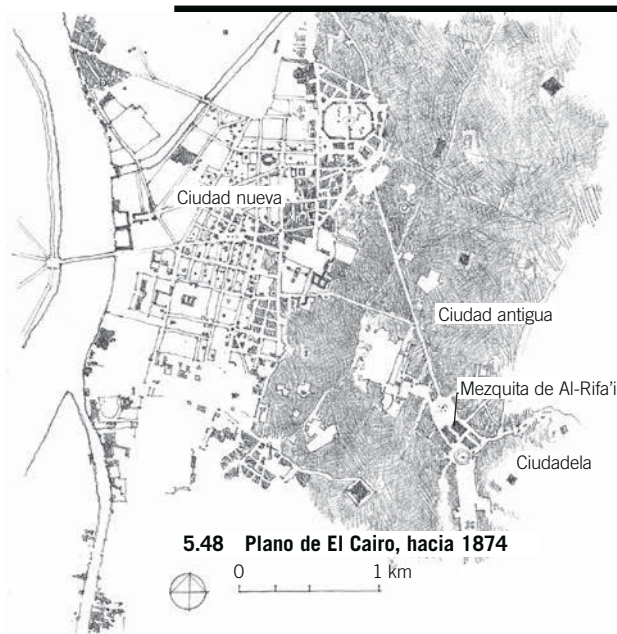 Ciudad nueva
Ciudad antigua
Mezquita de Al-Rifa'i
Ciudadela
5.48 Plano de El Cairo, hacia 1874
0 1 km